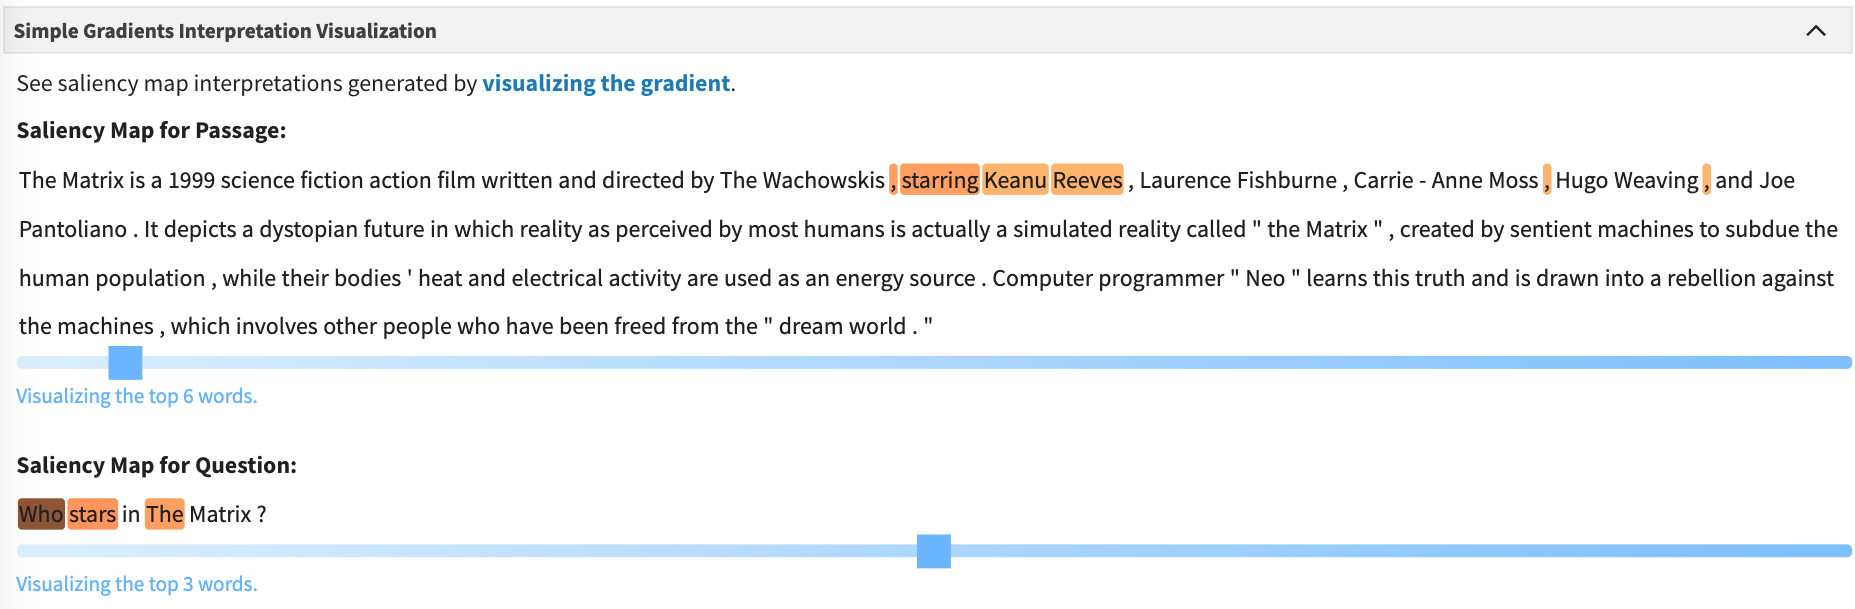 Simple Gradients Interpretation Visualization
See saliency map interpretations generated by visualizing the gradient.
Saliency Map for Passage:
The Matrix is a 1999 science fiction action film written and directed by The Wachowskis , starring Keanu Reeves , Laurence Fishburne , Carrie - Anne Moss , Hugo Weaving , and Joe
Pantoliano . It depicts a dystopian future in which reality as perceived by most humans is actually a simulated reality called " the Matrix " , created by sentient machines to subdue the
human population , while their bodies ' heat and electrical activity are used as an energy source . Computer programmer " Neo " learns this truth and is drawn into a rebellion against
the machines , which involves other people who have been freed from the " dream world . "
Visualizing the top 6 words.
Saliency Map for Question:
Who stars in The Matrix ?
Visualizing the top 3 words.